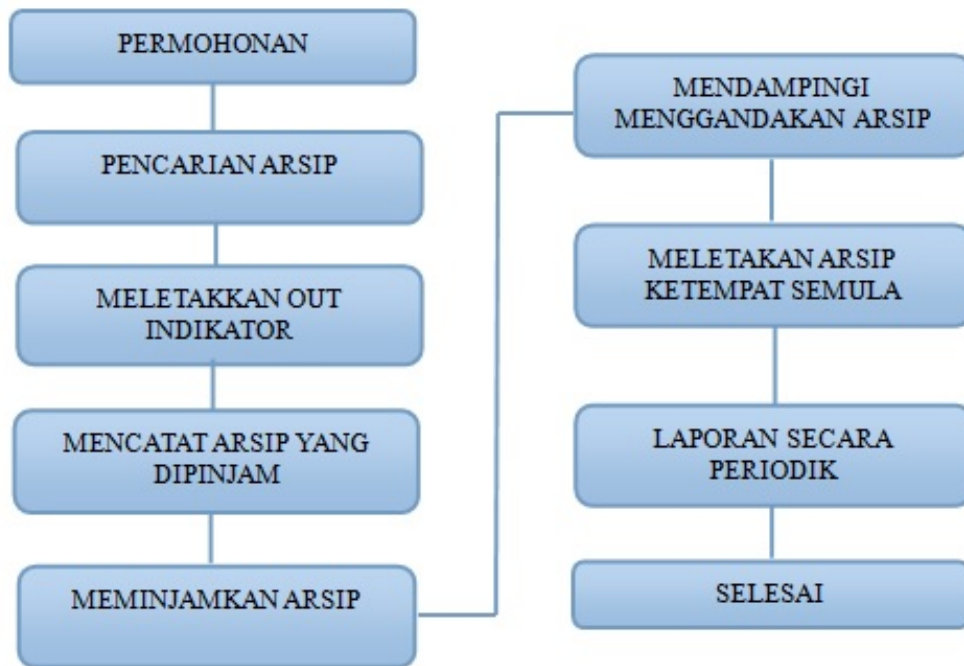 PERMOHONAN
PENCARIAN ARSIP
MELETAKKAN OUT
INDIKATOR
MENCATAT ARSIP YANG
DIPINJAM
MEMINJAMKAN ARSIP
MENDAMPINGI
MENGGANDAKAN ARSIP
MELETAKAN ARSIP
KETEMPAT SEMULA
LAPORAN SECARA
PERIODIK
SELESAI